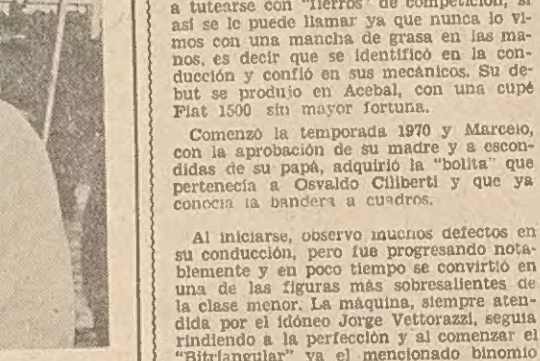 a tutearse con "fierros" de competición, si
así se le puede llamar ya que nunca lo vi-
mos con una mancha de grasa en las ma-
nos, es decir que se identificó en la con-
ducción y confió en sus mecánicos. Su de-
but se produjo en Acebal, con una cupé
Fiat 1500 sin mayor fortuna.
Comenzó la temporada 1970 y Marcelo,
con la aprobación de su madre y a escon-
didas de su papá, adquirió la "bolita" que
pertenecía a Osvaldo Ciliberti y que ya
conocía la bandera a cuadros.
Al iniciarse, observo muchos defectos en
su conducción, pero fue progresando nota-
blemente y en poco tiempo se convirtió en
una de las figuras más sobresalientes de
la clase menor. La máquina, siempre aten-
dida por el idóneo Jorge Vettorazzi, seguia
rindiendo a la perfección y al comenzar el
"Bitriangular" ya el mencionado binomio